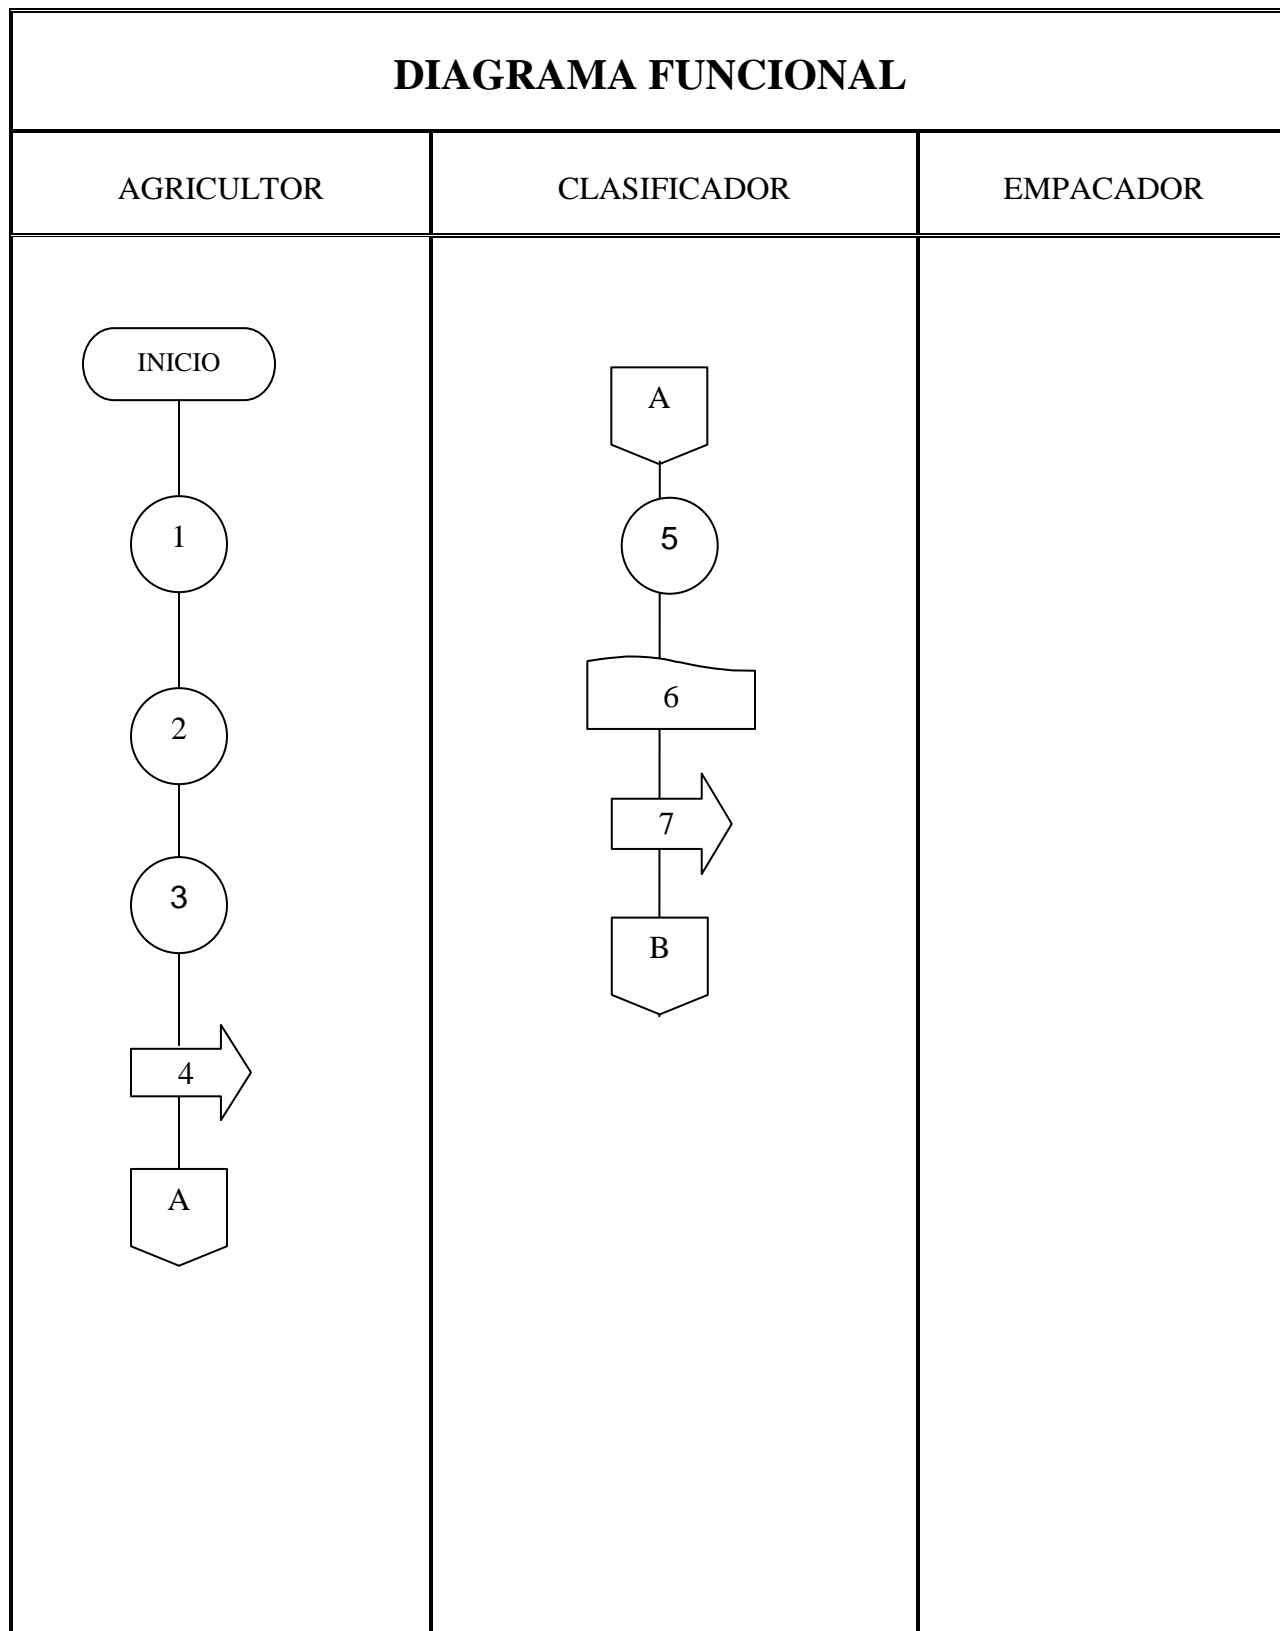 DIAGRAMA FUNCIONAL
AGRICULTOR
CLASIFICADOR
EMPACADOR
INICIO
1
2
3
4
A
A
5
6
7
B